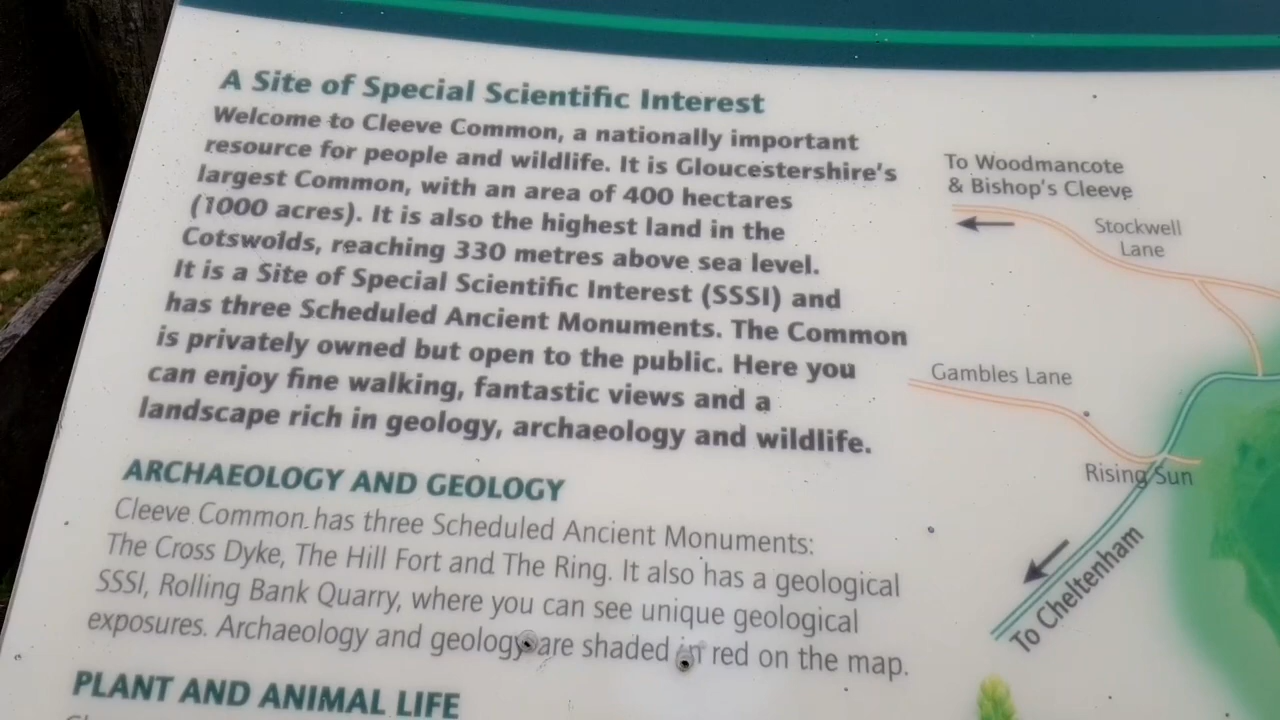 A Site of Special Scientific Interest
Welcome to Cleeve Common, a nationally important
resource for people and wildlife. It is Gloucestershire's
largest Common, with an area of 400 hectares
(1000 acres). It is also the highest land in the
Cotswolds, reaching 330 metres above sea level.
It is a Site of Special Scientific Interest (SSSI) and
has three Scheduled Ancient Monuments. The Common
is privately owned but open to the public. Here you
can enjoy fine walking, fantastic views and a
landscape rich in geology, archaeology and wildlife.
ARCHAEOLOGY AND GEOLOGY
Cleeve Common has three Scheduled Ancient Monuments:
The Cross Dyke, The Hill Fort and The Ring. It also has a geological
SSSI, Rolling Bank Quarry, where you can see unique geological
exposures. Archaeology and geology are shaded in red on the map.
PLANT AND ANIMAL LIFE
To Woodmancote
& Bishop's Cleeve
Stockwell
Lane
Gambles Lane
Rising Sun
To Cheltenham